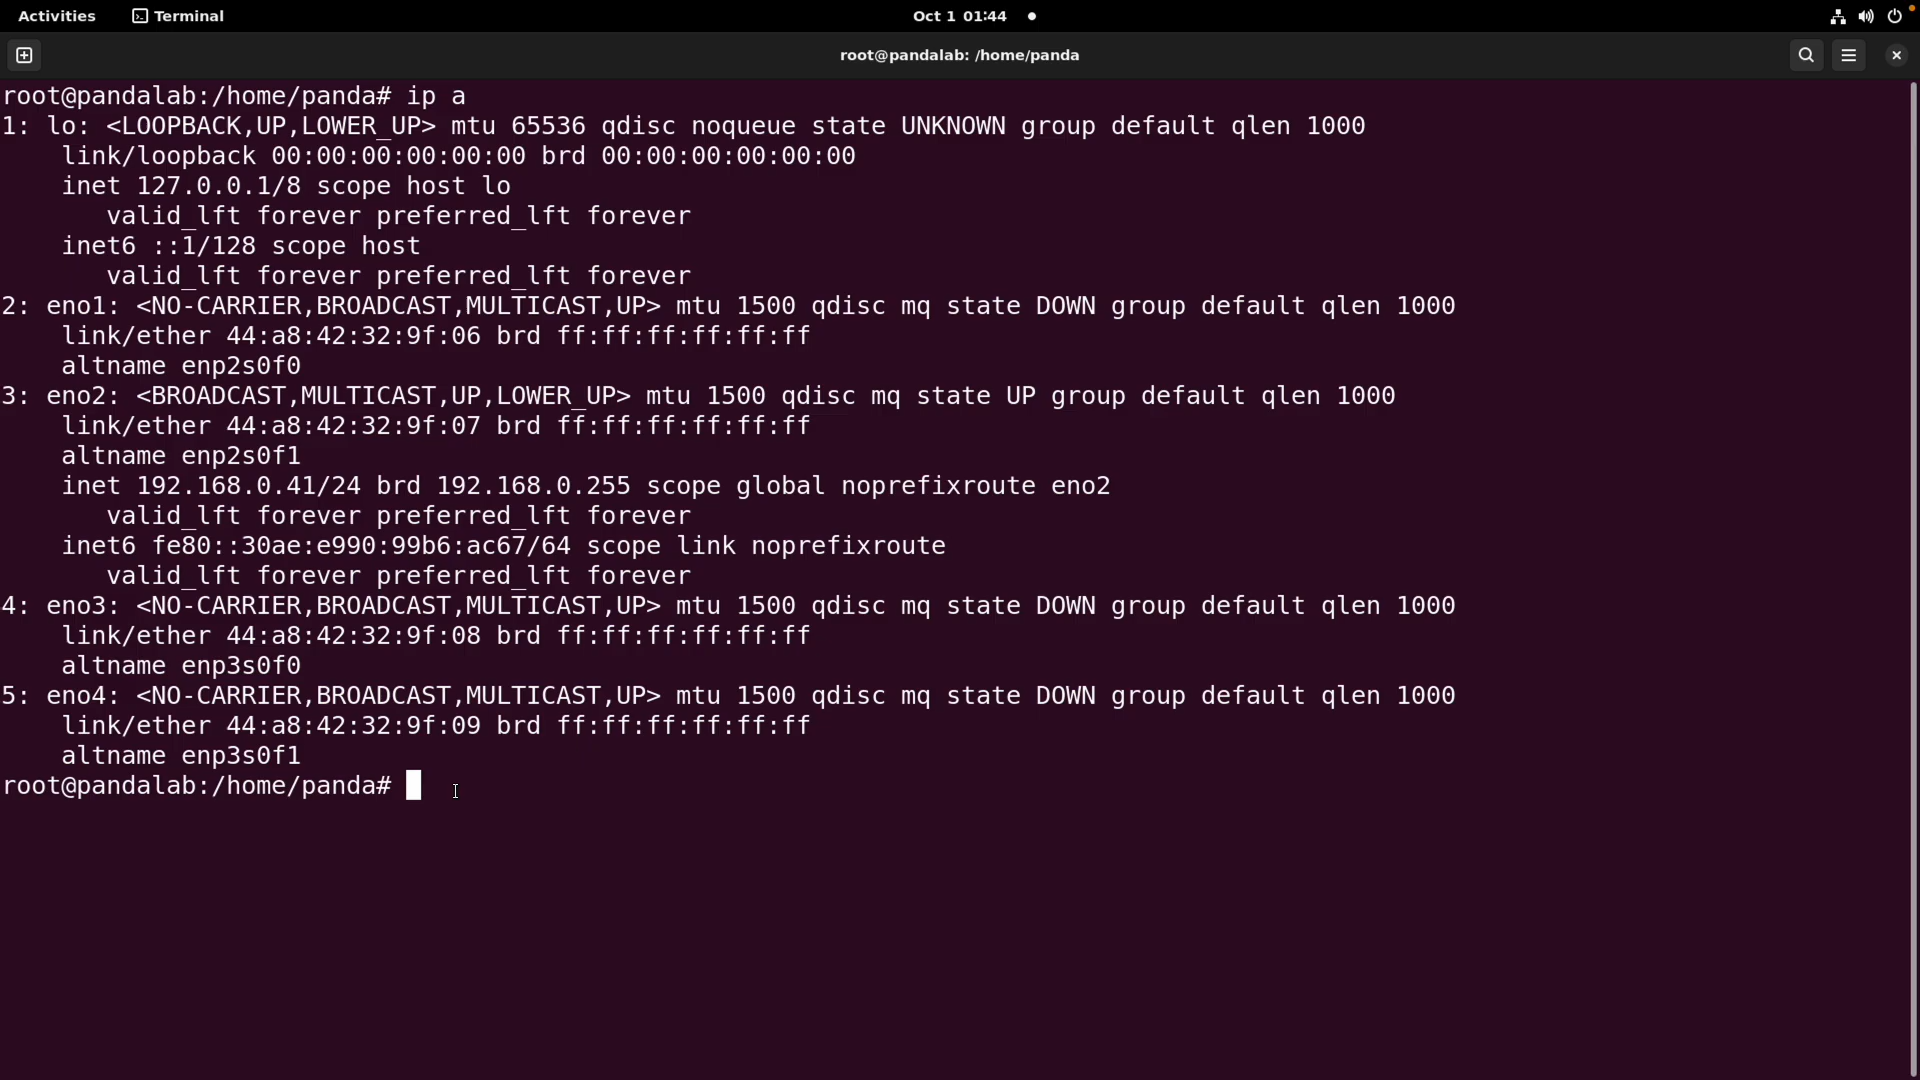 Activities Terminal Oct 1 01:44
root@pandalab: /home/panda
root@pandalab:/home/panda# ip a
1: lo: <LOOPBACK,UP,LOWER_UP> mtu 65536 qdisc noqueue state UNKNOWN group default qlen 1000
    link/loopback 00:00:00:00:00:00 brd 00:00:00:00:00:00
    inet 127.0.0.1/8 scope host lo
       valid_lft forever preferred_lft forever
    inet6 ::1/128 scope host
       valid_lft forever preferred_lft forever
2: eno1: <NO-CARRIER,BROADCAST,MULTICAST,UP> mtu 1500 qdisc mq state DOWN group default qlen 1000
    link/ether 44:a8:42:32:9f:06 brd ff:ff:ff:ff:ff:ff
    altname enp2s0f0
3: eno2: <BROADCAST,MULTICAST,UP,LOWER_UP> mtu 1500 qdisc mq state UP group default qlen 1000
    link/ether 44:a8:42:32:9f:07 brd ff:ff:ff:ff:ff:ff
    altname enp2s0f1
    inet 192.168.0.41/24 brd 192.168.0.255 scope global noprefixroute eno2
       valid_lft forever preferred_lft forever
    inet6 fe80::30ae:e990:99b6:ac67/64 scope link noprefixroute
       valid_lft forever preferred_lft forever
4: eno3: <NO-CARRIER,BROADCAST,MULTICAST,UP> mtu 1500 qdisc mq state DOWN group default qlen 1000
    link/ether 44:a8:42:32:9f:08 brd ff:ff:ff:ff:ff:ff
    altname enp3s0f0
5: eno4: <NO-CARRIER,BROADCAST,MULTICAST,UP> mtu 1500 qdisc mq state DOWN group default qlen 1000
    link/ether 44:a8:42:32:9f:09 brd ff:ff:ff:ff:ff:ff
    altname enp3s0f1
root@pandalab:/home/panda#